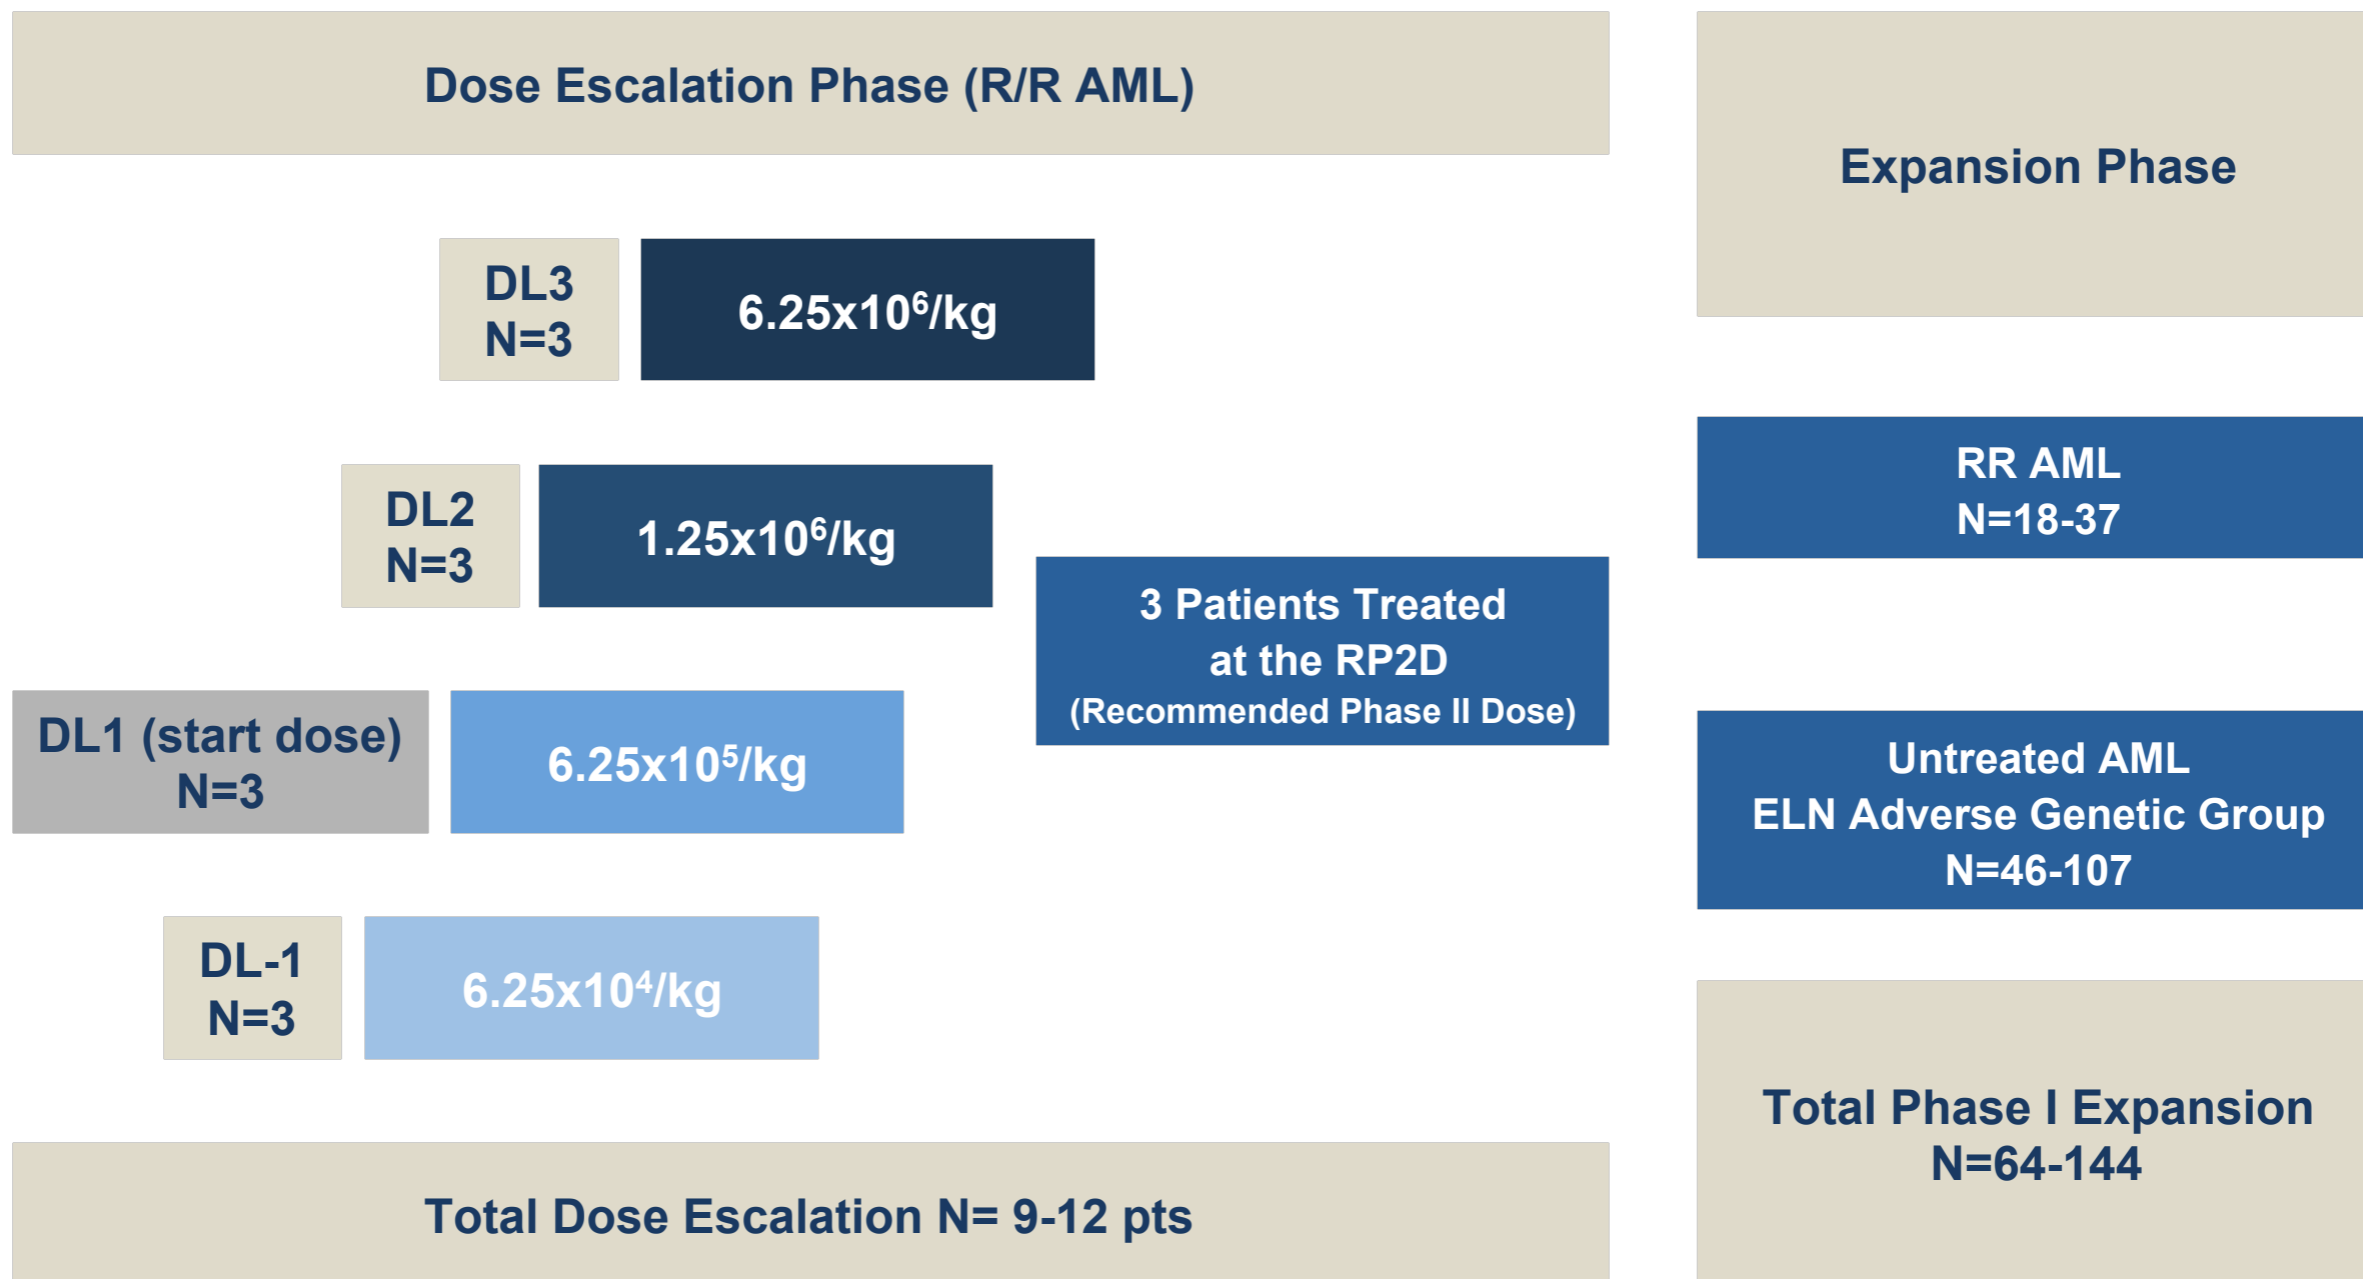 Dose Escalation Phase (R/R AML)
DL3
N=3
6.25x10⁶/kg
DL2
N=3
1.25x10⁶/kg
3 Patients Treated
at the RP2D
(Recommended Phase II Dose)
DL1 (start dose)
N=3
6.25x10⁵/kg
DL-1
N=3
6.25x10⁴/kg
Total Dose Escalation N= 9-12 pts
Expansion Phase
RR AML
N=18-37
Untreated AML
ELN Adverse Genetic Group
N=46-107
Total Phase I Expansion
N=64-144